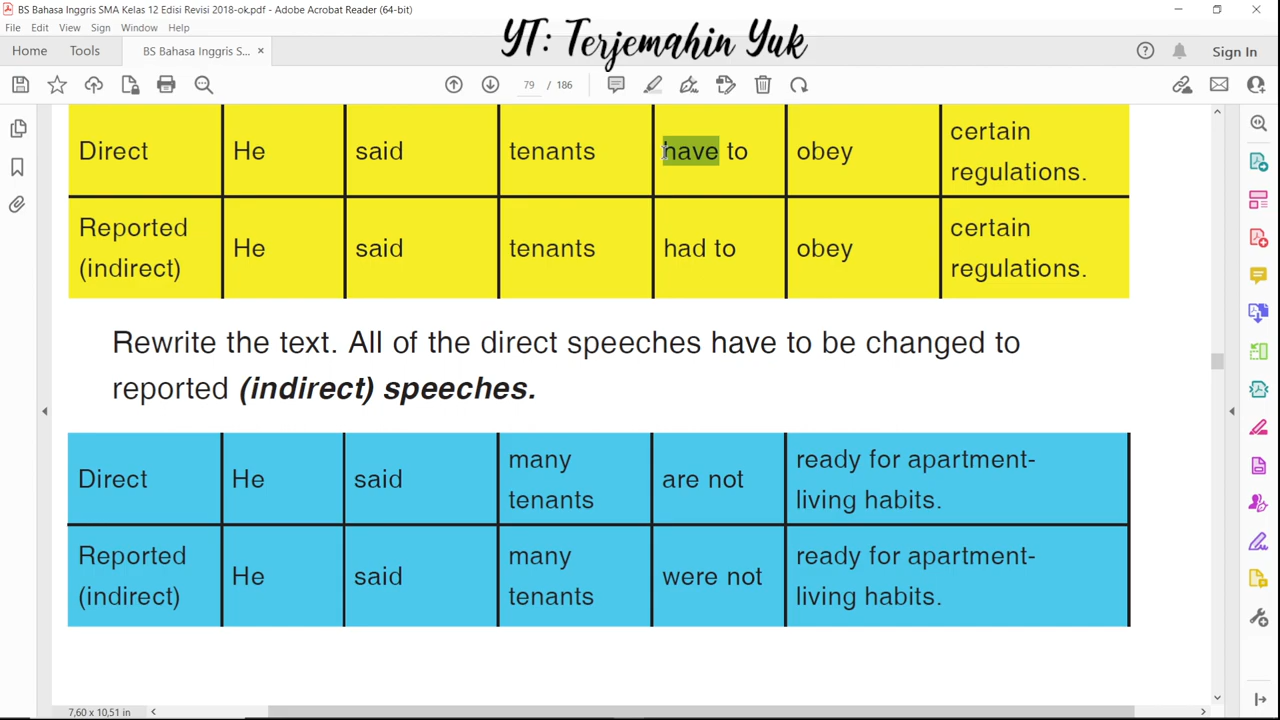 BS Bahasa Inggris SMA Kelas 12 Edisi Revisi 2018-ok.pdf - Adobe Acrobat Reader (64-bit)
File Edit View Sign Window Help
YT: Terjemahin Yuk
Home Tools BS Bahasa Inggris S... × Sign In
79 / 186
Direct He said tenants have to obey certain
regulations.
Reported
(indirect) He said tenants had to obey certain
regulations.
Rewrite the text. All of the direct speeches have to be changed to
reported (indirect) speeches.
Direct He said many
tenants are not ready for apartment-
living habits.
Reported
(indirect) He said many
tenants were not ready for apartment-
living habits.
7,60 x 10,51 in